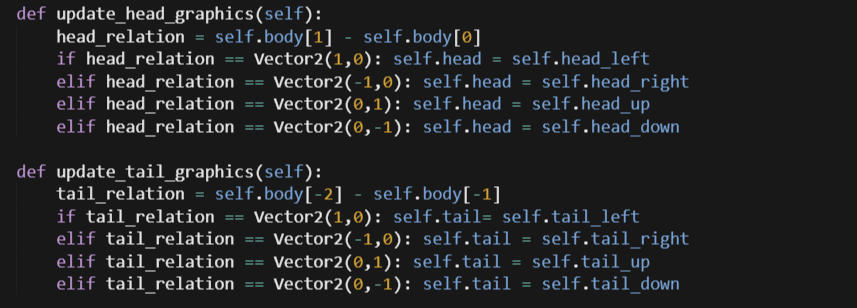 def update_head_graphics(self):
    head_relation = self.body[1] - self.body[0]
    if head_relation == Vector2(1,0): self.head = self.head_left
    elif head_relation == Vector2(-1,0): self.head = self.head_right
    elif head_relation == Vector2(0,1): self.head = self.head_up
    elif head_relation == Vector2(0,-1): self.head = self.head_down

def update_tail_graphics(self):
    tail_relation = self.body[-2] - self.body[-1]
    if tail_relation == Vector2(1,0): self.tail= self.tail_left
    elif tail_relation == Vector2(-1,0): self.tail = self.tail_right
    elif tail_relation == Vector2(0,1): self.tail = self.tail_up
    elif tail_relation == Vector2(0,-1): self.tail = self.tail_down